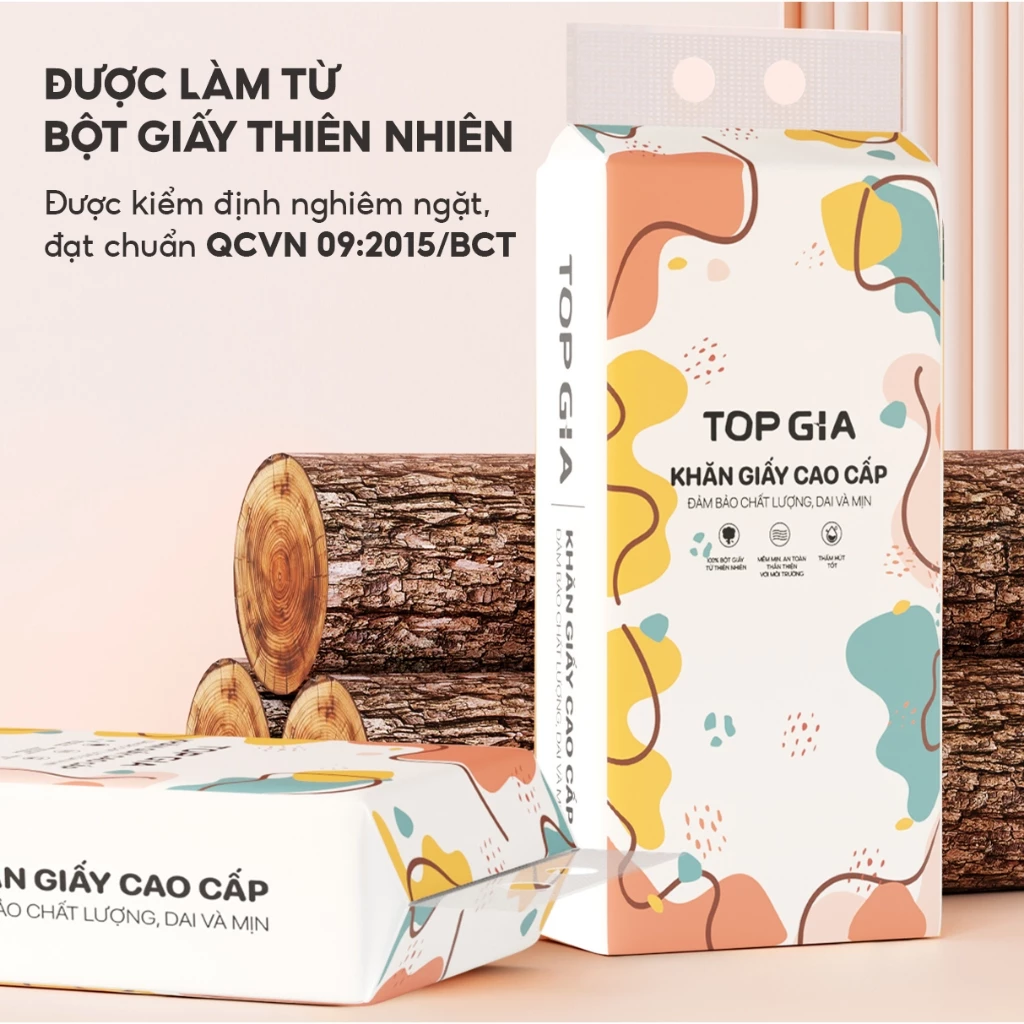 ĐƯỢC LÀM TỪ
BỘT GIẤY THIÊN NHIÊN
Được kiểm định nghiêm ngặt,
đạt chuẩn QCVN 09:2015/BCT
TOP GIA
KHĂN GIẤY CAO CẤP
ĐẢM BẢO CHẤT LƯỢNG, DAI VÀ MỊN
100% BỘT GIẤY
TỪ THIÊN NHIÊN
MỀM MỊN, AN TOÀN
THÂN THIỆN
VỚI MÔI TRƯỜNG
THẤM HÚT
TỐT
TOP GIA
KHĂN GIẤY CAO CẤP
ĐẢM BẢO CHẤT LƯỢNG, DAI VÀ
TOP GIA
GIẤY CAO CẤP
CHẤT LƯỢNG, DAI VÀ MỊN